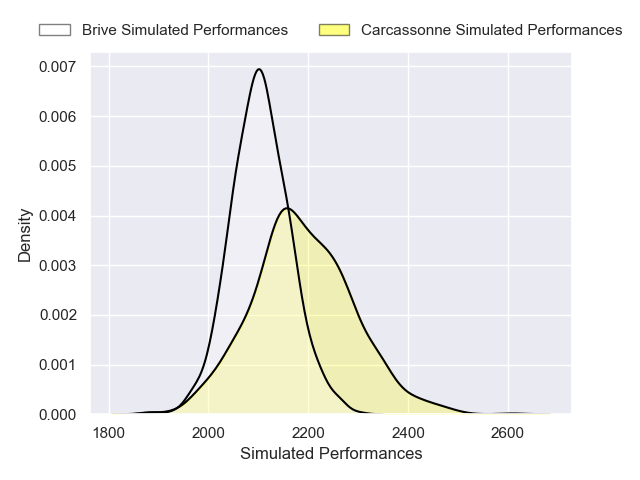 Brive Simulated Performances
Carcassonne Simulated Performances
0.007
0.006
0.005
0.004
0.003
0.002
0.001
0.000
Density
1800 2000 2200 2400 2600
Simulated Performances